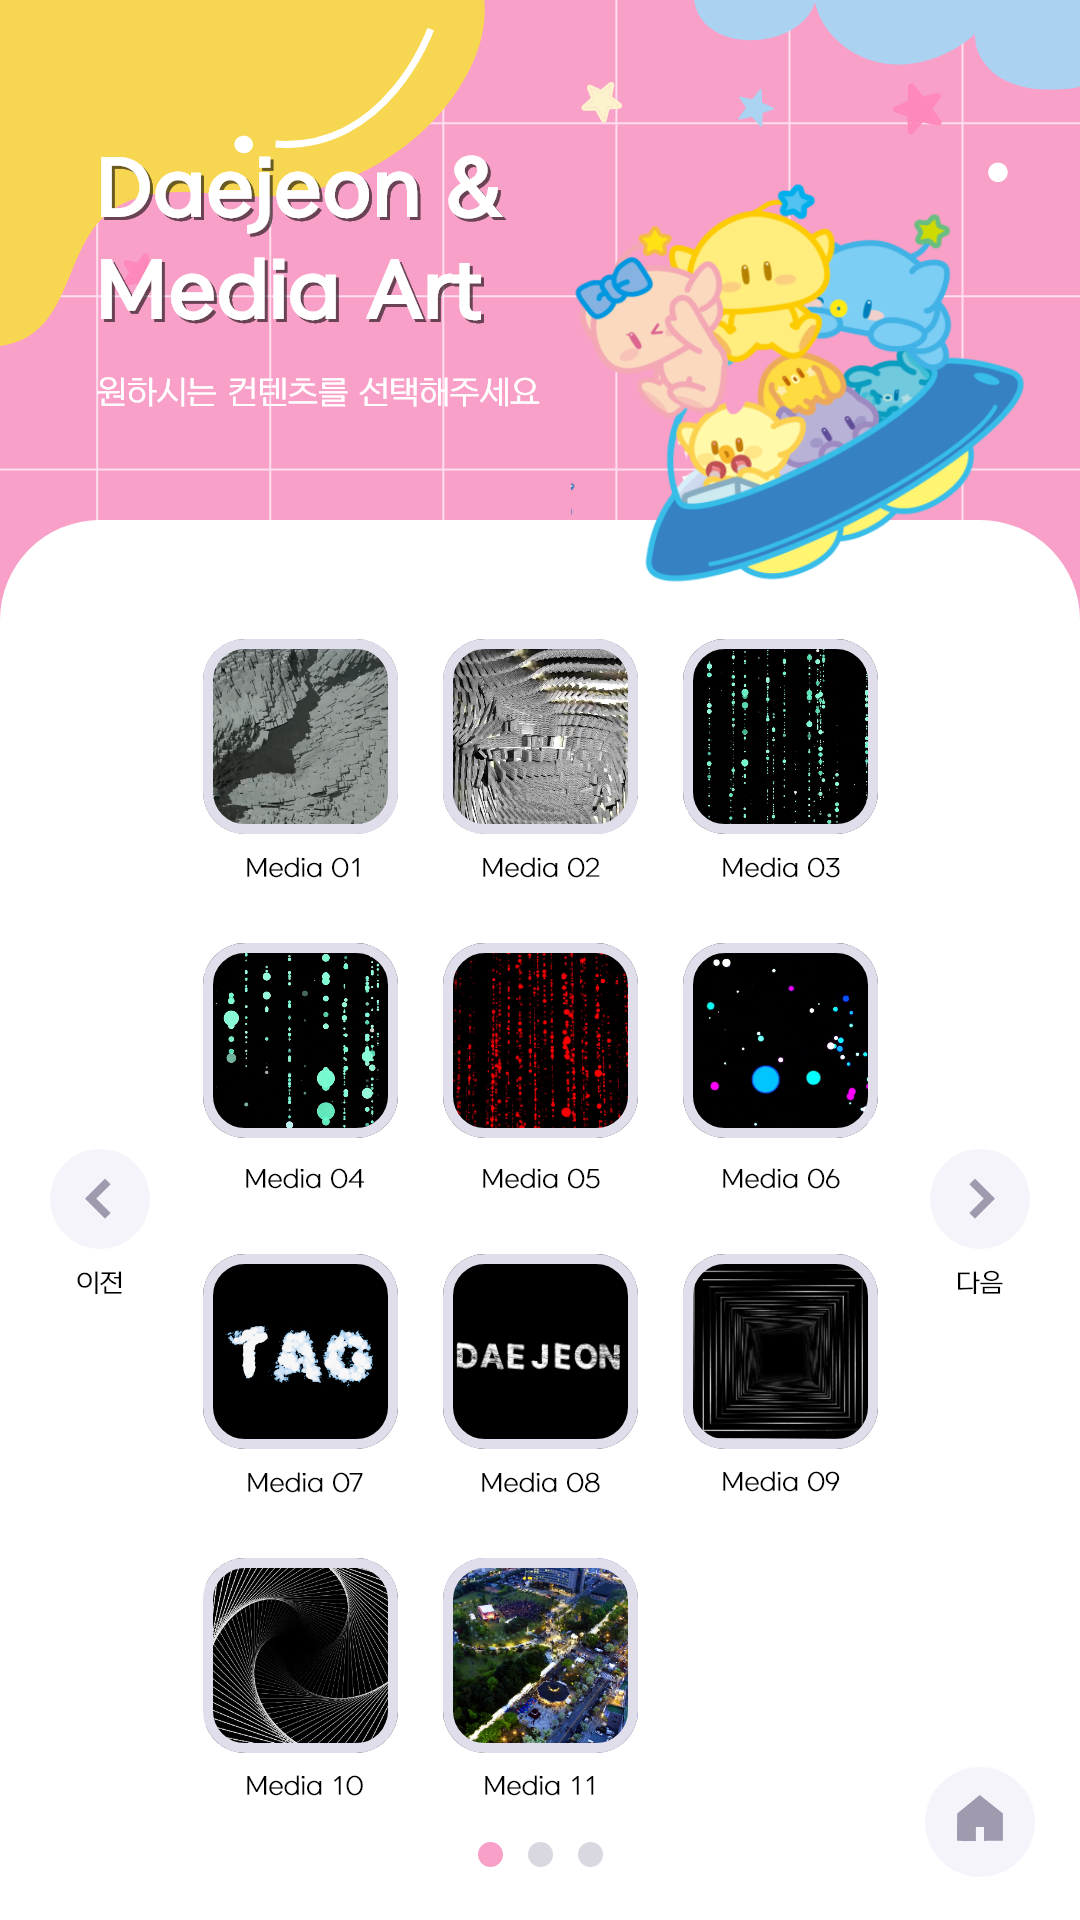 Daejeon &
Media Art
원하시는 컨텐츠를 선택해주세요
Media 01
Media 02
Media 03
Media 04
Media 05
Media 06
이전
다음
TAG
DAEJEON
Media 07
Media 08
Media 09
Media 10
Media 11